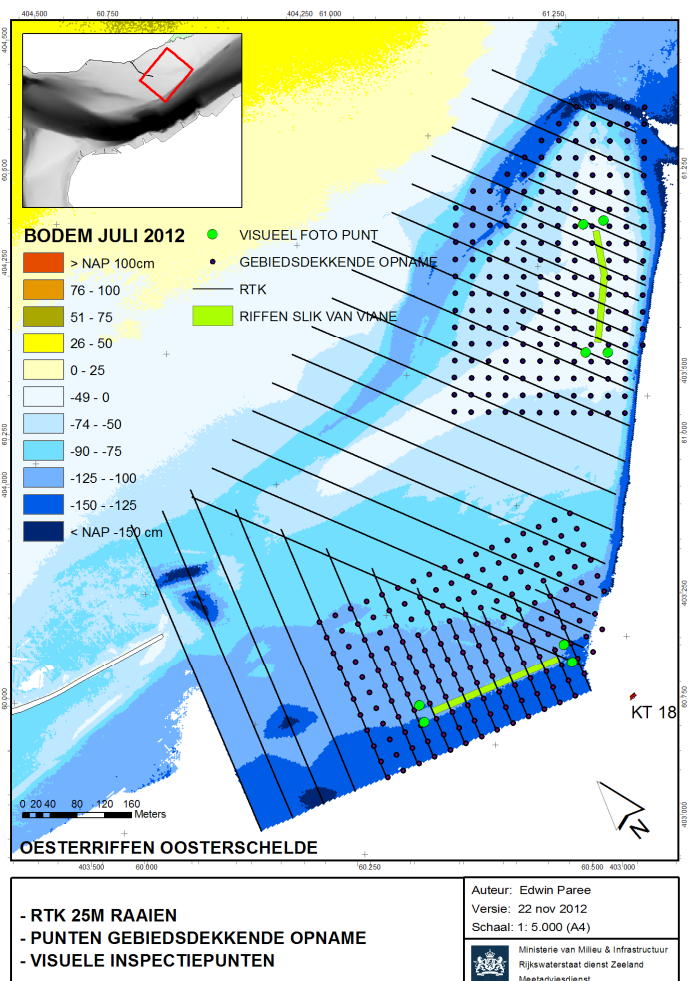 404,500 60.750 404,250 61.000 61.250
404,500
60,500
404,250
60,250
404,000
60,000
61,250
403,500
61,000
403,250
60,750
403,000
BODEM JULI 2012
> NAP 100cm
76 - 100
51 - 75
26 - 50
0 - 25
-49 - 0
-74 - -50
-90 - -75
-125 - -100
-150 - -125
< NAP -150 cm
VISUEEL FOTO PUNT
GEBIEDSDEKKENDE OPNAME
RTK
RIFFEN SLIK VAN VIANE
KT 18
N
0 20 40 80 120 160
Meters
OESTERRIFFEN OOSTERSCHELDE
403'500 60.000 60.250 60.500 403'000
- RTK 25M RAAIEN
- PUNTEN GEBIEDSDEKKENDE OPNAME
- VISUELE INSPECTIEPUNTEN
Auteur: Edwin Paree
Versie: 22 nov 2012
Schaal: 1: 5.000 (A4)
Ministerie van Milieu & Infrastructuur
Rijkswaterstaat dienst Zeeland
Meetadviesdienst